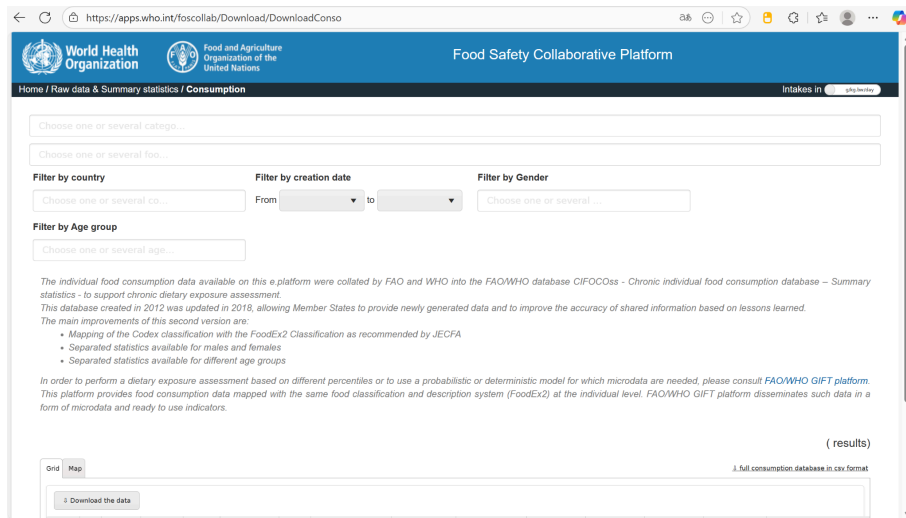 https://apps.who.int/foscollab/Download/DownloadConso
World Health
Organization
Food and Agriculture
Organization of the
United Nations
Food Safety Collaborative Platform
Home / Raw data & Summary statistics / Consumption
Intakes in g/kg bw/day
Choose one or several catego...
Choose one or several foo...
Filter by country
Filter by creation date
Filter by Gender
Choose one or several co...
From
to
Choose one or several ...
Filter by Age group
Choose one or several age...
The individual food consumption data available on this e.platform were collated by FAO and WHO into the FAO/WHO database CIFOCOss - Chronic individual food consumption database – Summary
statistics - to support chronic dietary exposure assessment.
This database created in 2012 was updated in 2018, allowing Member States to provide newly generated data and to improve the accuracy of shared information based on lessons learned.
The main improvements of this second version are:
• Mapping of the Codex classification with the FoodEx2 Classification as recommended by JECFA
• Separated statistics available for males and females
• Separated statistics available for different age groups
In order to perform a dietary exposure assessment based on different percentiles or to use a probabilistic or deterministic model for which microdata are needed, please consult FAO/WHO GIFT platform.
This platform provides food consumption data mapped with the same food classification and description system (FoodEx2) at the individual level. FAO/WHO GIFT platform disseminates such data in a
form of microdata and ready to use indicators.
( results)
Grid Map
⇩ full consumption database in csv format
⇩ Download the data